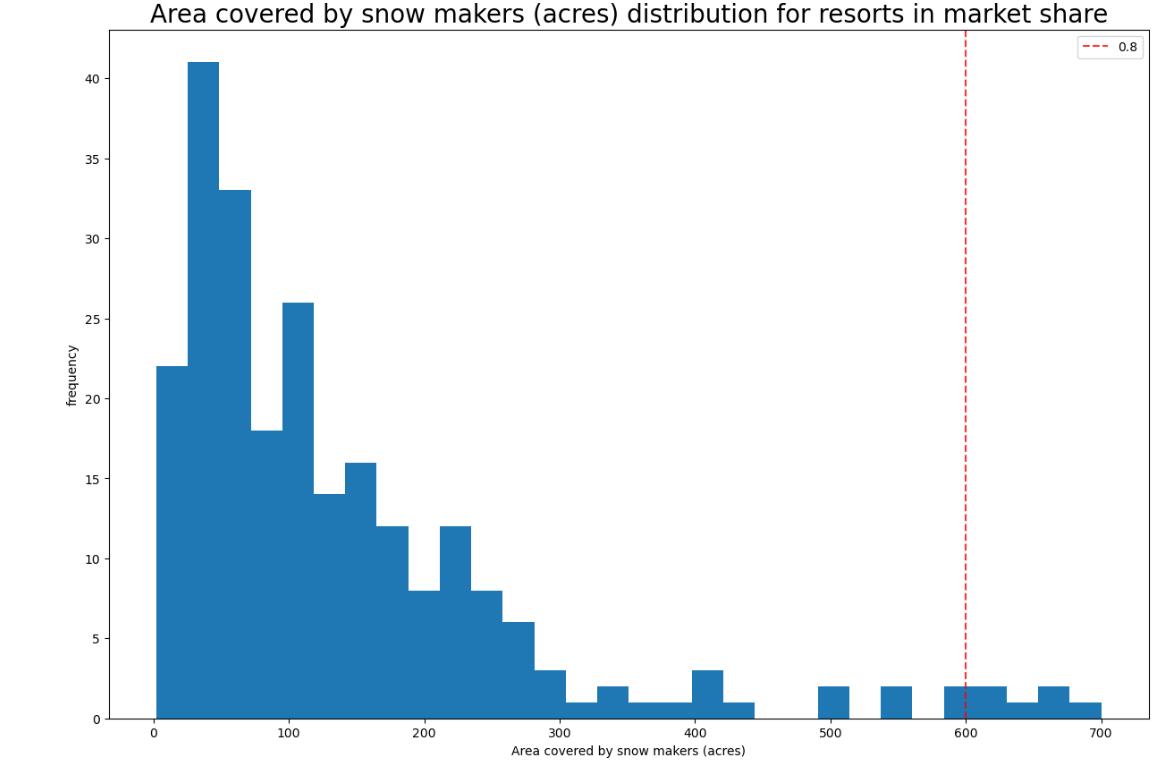 Area covered by snow makers (acres) distribution for resorts in market share
0.8
40
35
30
25
20
15
10
5
0
frequency
0 100 200 300 400 500 600 700
Area covered by snow makers (acres)